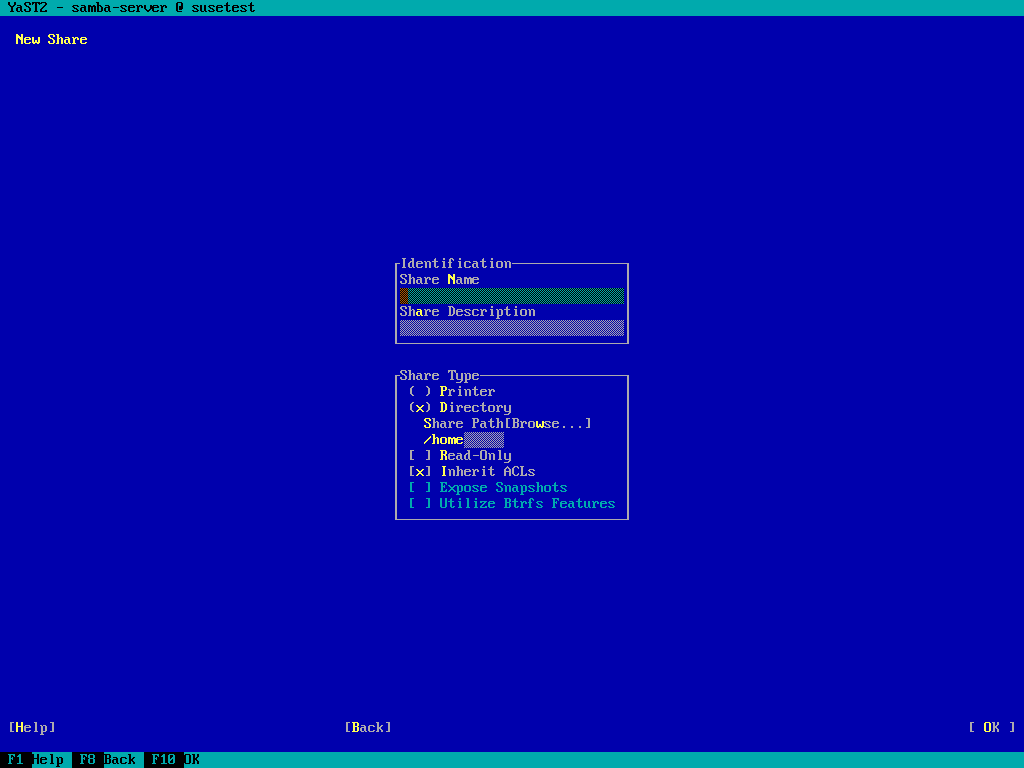 YaST2 - samba-server @ susetest
New Share
Identification
Share Name
Share Description
Share Type
( ) Printer
(x) Directory
Share Path[Browse...]
/home
[ ] Read-Only
[x] Inherit ACLs
[ ] Expose Snapshots
[ ] Utilize Btrfs Features
[Help] [Back] [ OK ]
F1 Help F8 Back F10 OK